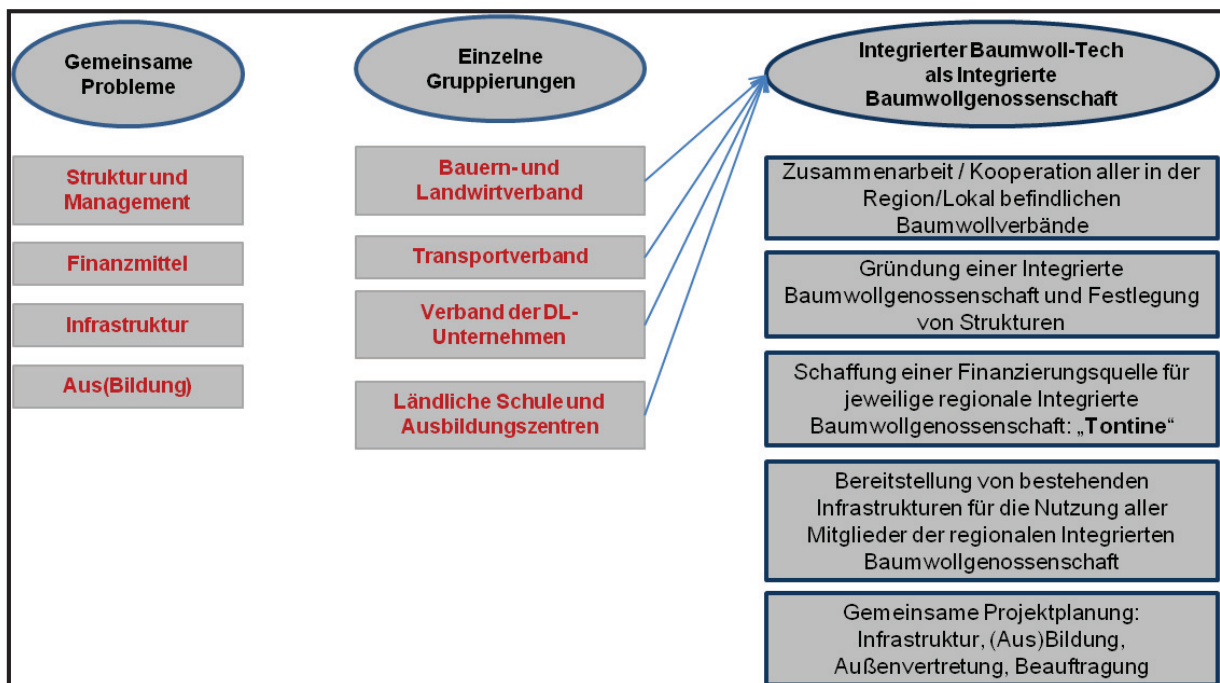 Gemeinsame
Probleme
Struktur und
Management
Finanzmittel
Infrastruktur
Aus(Bildung)
Einzelne
Gruppierungen
Bauern- und
Landwirtverband
Transportverband
Verband der DL-
Unternehmen
Ländliche Schule und
Ausbildungszentren
Integrierter Baumwoll-Tech
als Integrierte
Baumwollgenossenschaft
Zusammenarbeit / Kooperation aller in der
Region/Lokal befindlichen
Baumwollverbände
Gründung einer Integrierte
Baumwollgenossenschaft und Festlegung
von Strukturen
Schaffung einer Finanzierungsquelle für
jeweilige regionale Integrierte
Baumwollgenossenschaft: „Tontine“
Bereitstellung von bestehenden
Infrastrukturen für die Nutzung aller
Mitglieder der regionalen Integrierten
Baumwollgenossenschaft
Gemeinsame Projektplanung:
Infrastruktur, (Aus)Bildung,
Außenvertretung, Beauftragung